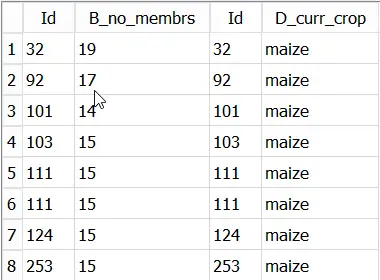 Id B_no_membrs Id D_curr_crop
1 32 19 32 maize
2 92 17 92 maize
3 101 14 101 maize
4 103 15 103 maize
5 111 15 111 maize
6 111 15 111 maize
7 124 15 124 maize
8 253 15 253 maize